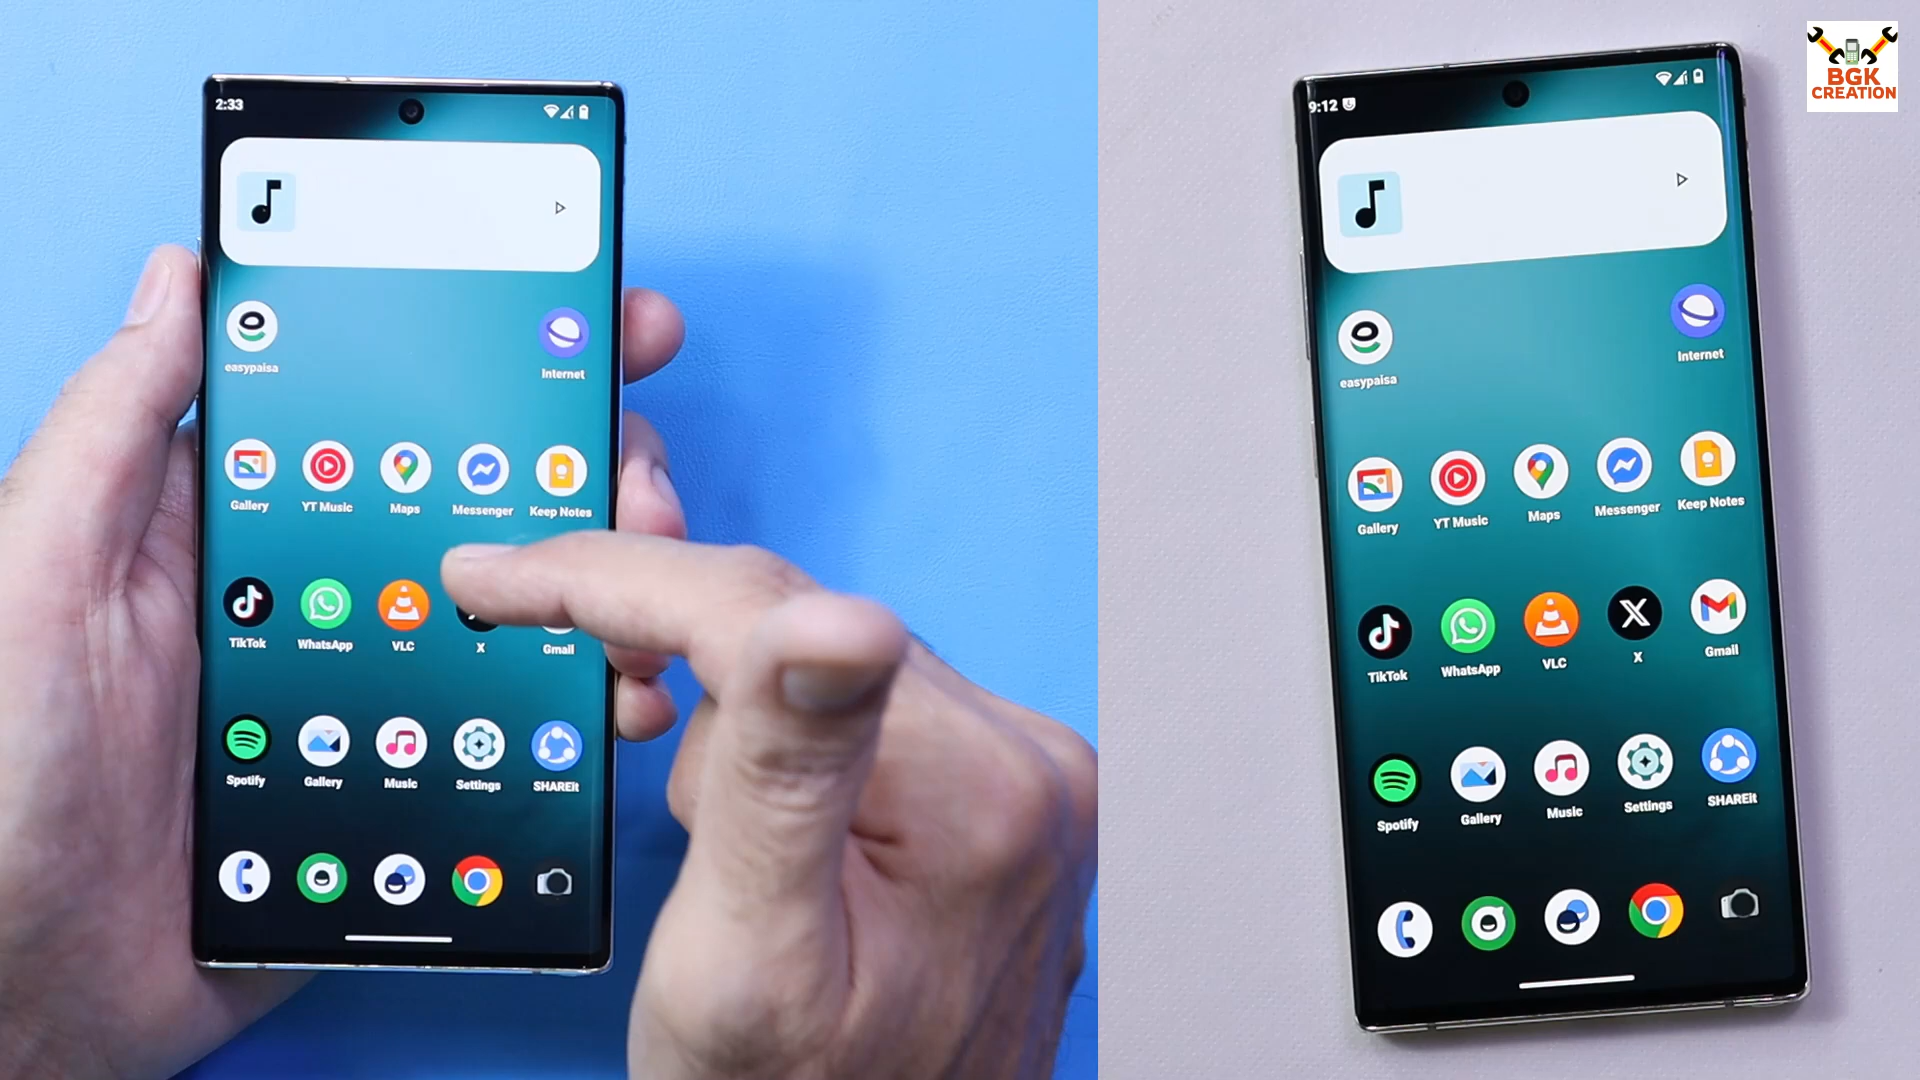 2:33
easypaisa
Internet
Gallery
YT Music
Maps
Messenger
Keep Notes
TikTok
WhatsApp
VLC
X
Gmail
Spotify
Gallery
Music
Settings
SHAREit
9:12
easypaisa
Internet
Gallery
YT Music
Maps
Messenger
Keep Notes
TikTok
WhatsApp
VLC
X
Gmail
Spotify
Gallery
Music
Settings
SHAREit
BGK
CREATION